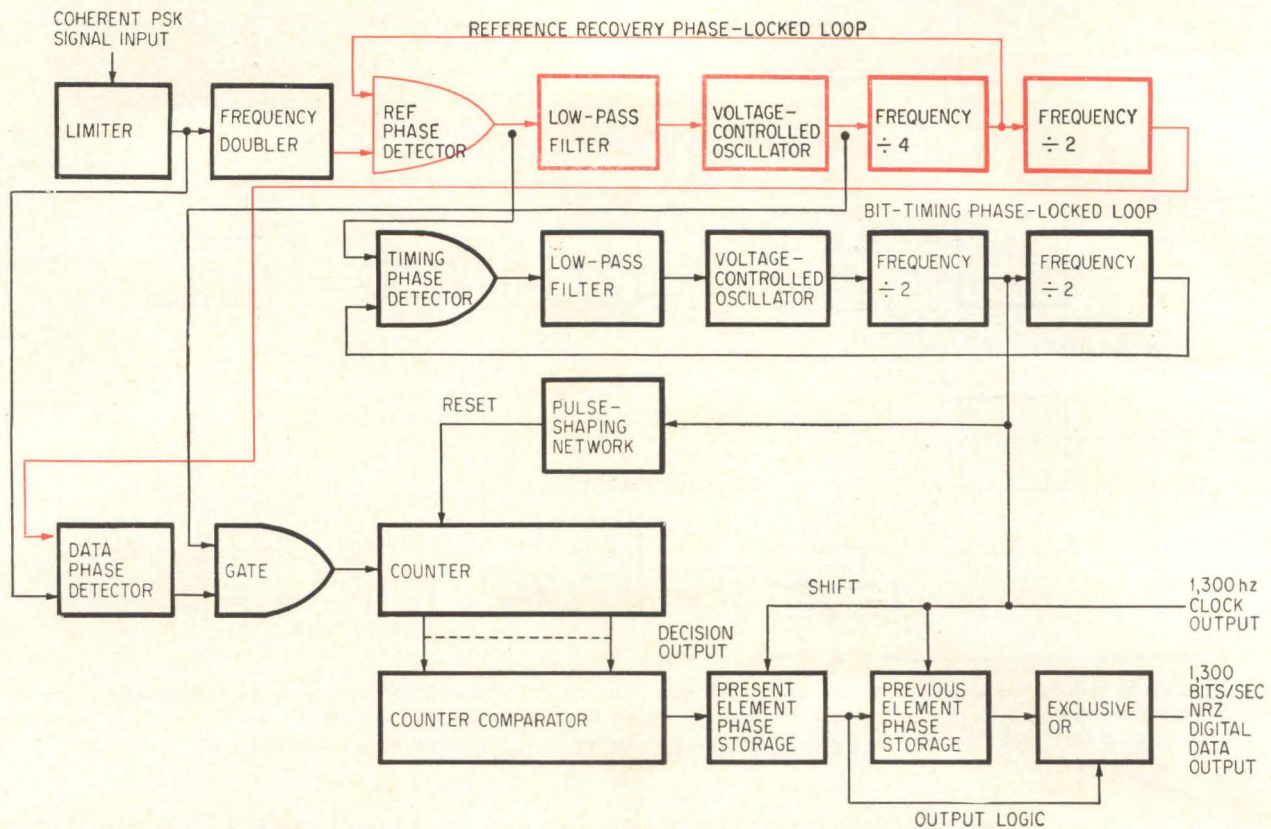 COHERENT PSK
SIGNAL INPUT
REFERENCE RECOVERY PHASE-LOCKED LOOP
LIMITER
FREQUENCY
DOUBLER
REF
PHASE
DETECTOR
LOW-PASS
FILTER
VOLTAGE-
CONTROLLED
OSCILLATOR
FREQUENCY
÷ 4
FREQUENCY
÷ 2
BIT-TIMING PHASE-LOCKED LOOP
TIMING
PHASE
DETECTOR
LOW-PASS
FILTER
VOLTAGE-
CONTROLLED
OSCILLATOR
FREQUENCY
÷ 2
FREQUENCY
÷ 2
RESET
PULSE-
SHAPING
NETWORK
DATA
PHASE
DETECTOR
GATE
COUNTER
SHIFT
1,300 hz
CLOCK
OUTPUT
DECISION
OUTPUT
COUNTER COMPARATOR
PRESENT
ELEMENT
PHASE
STORAGE
PREVIOUS
ELEMENT
PHASE
STORAGE
EXCLUSIVE
OR
1,300
BITS/SEC
NRZ
DIGITAL
DATA
OUTPUT
OUTPUT LOGIC